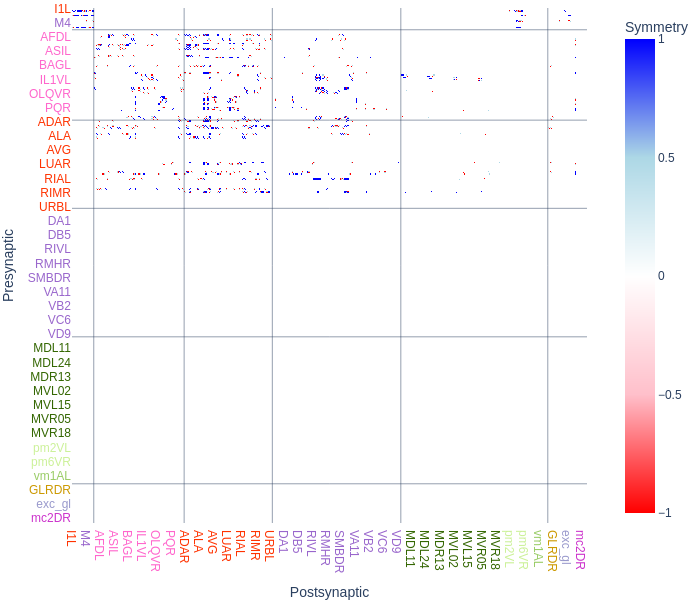 Symmetry
1
0.5
0
−0.5
−1
Presynaptic
I1L
M4
AFDL
ASIL
BAGL
IL1VL
OLQVR
PQR
ADAR
ALA
AVG
LUAR
RIAL
RIMR
URBL
DA1
DB5
RIVL
RMHR
SMBDR
VA11
VB2
VC6
VD9
MDL11
MDL24
MDR13
MVL02
MVL15
MVR05
MVR18
pm2VL
pm6VR
vm1AL
GLRDR
exc_gl
mc2DR
I1L
M4
AFDL
ASIL
BAGL
IL1VL
OLQVR
PQR
ADAR
ALA
AVG
LUAR
RIAL
RIMR
URBL
DA1
DB5
RIVL
RMHR
SMBDR
VA11
VB2
VC6
VD9
MDL11
MDL24
MDR13
MVL02
MVL15
MVR05
MVR18
pm2VL
pm6VR
vm1AL
GLRDR
exc_gl
mc2DR
Postsynaptic